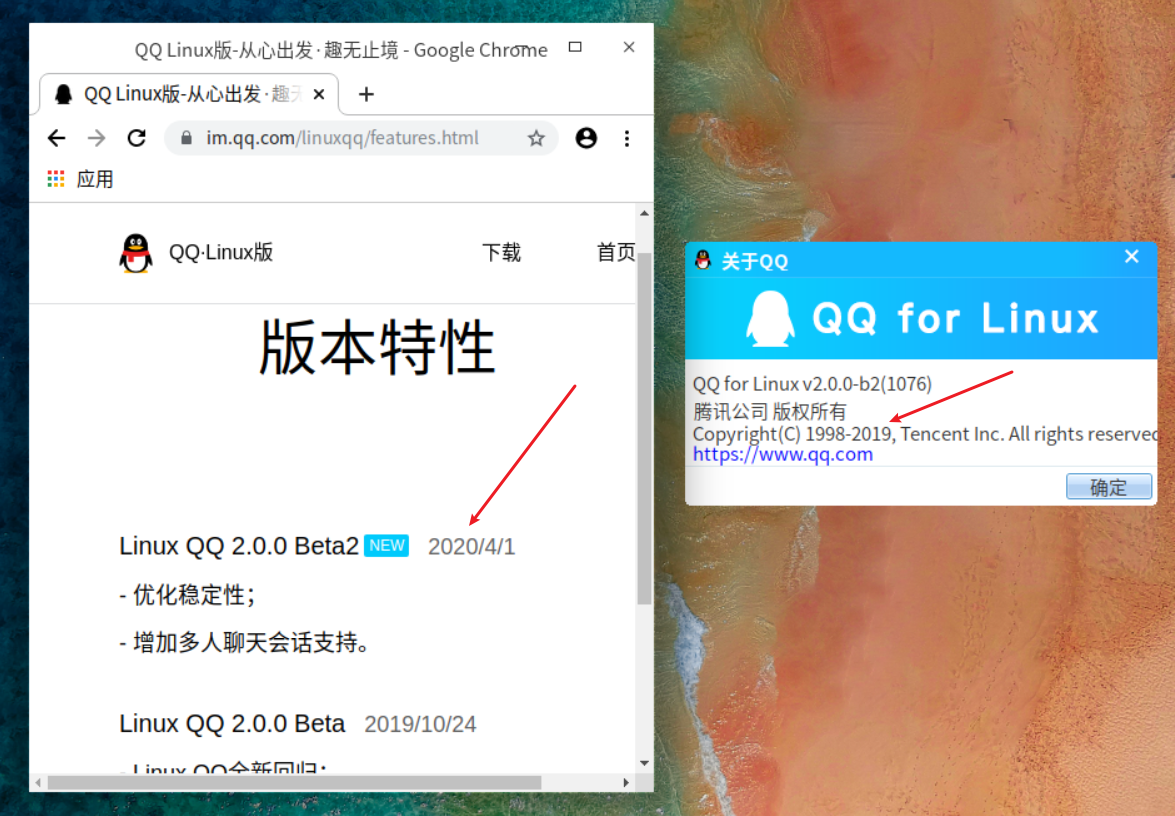 QQ Linux版-从心出发·趣无止境 - Google Chrome
QQ Linux版-从心出发·趣无
im.qq.com/linuxqq/features.html
应用
QQ·Linux版
下载
首页
版本特性
Linux QQ 2.0.0 Beta2 NEW 2020/4/1
- 优化稳定性；
- 增加多人聊天会话支持。
Linux QQ 2.0.0 Beta 2019/10/24
- Linux QQ全新回归；
关于QQ
QQ for Linux
QQ for Linux v2.0.0-b2(1076)
腾讯公司 版权所有
Copyright(C) 1998-2019, Tencent Inc. All rights reserved
https://www.qq.com
确定